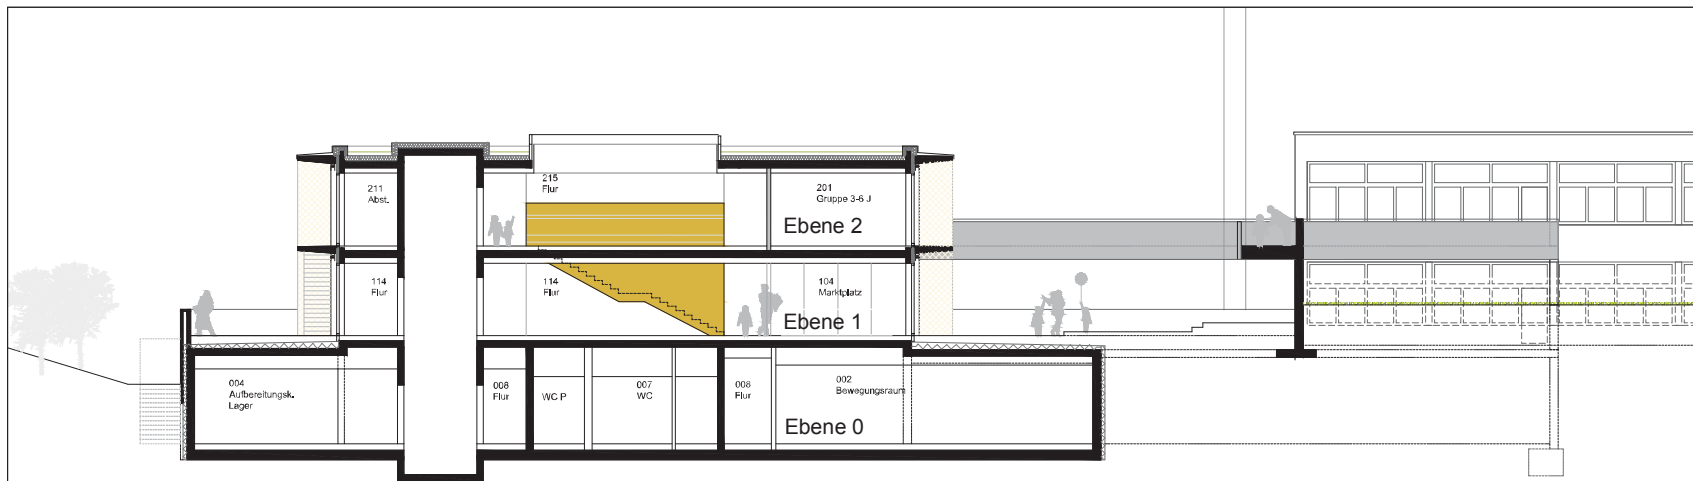 211
Abst.
215
Flur
201
Gruppe 3-6 J
Ebene 2
114
Flur
114
Flur
104
Marktplatz
Ebene 1
004
Aufbereitungsk.
Lager
008
Flur
WC P
007
WC
008
Flur
002
Bewegungsraum
Ebene 0